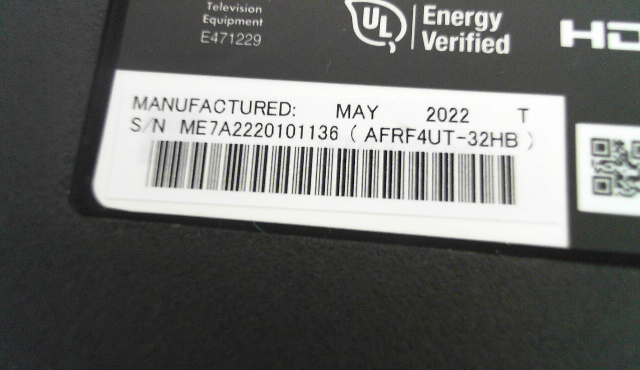 Television
Equipment
E471229
UL
Energy
Verified
MANUFACTURED: MAY 2022 T
S/N ME7A2220101136 ( AFRF4UT-32HB )